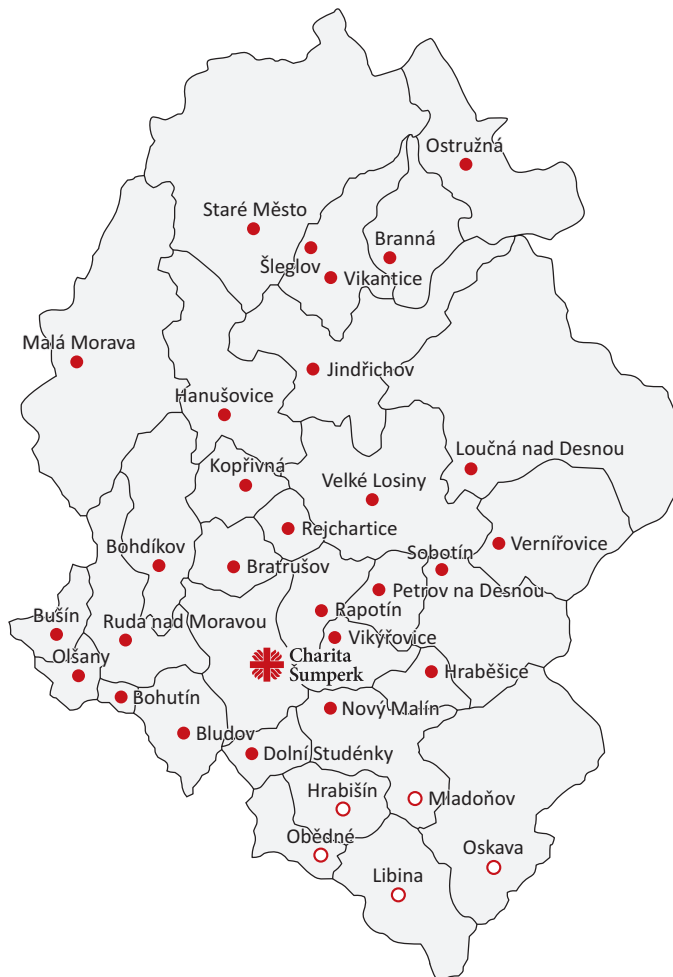 Ostružná
Staré Město
Branná
Šleglov
Vikantice
Malá Morava
Jindřichov
Hanušovice
Loučná nad Desnou
Kopřivná
Velké Losiny
Rejchartice
Vernířovice
Bohdíkov
Bratrušov
Sobotín
Petrov na Desnou
Bušín
Ruda nad Moravou
Rapotín
Vikýřovice
Olšany
Charita
Šumperk
Hraběšice
Bohutín
Nový Malín
Bludov
Dolní Studénky
Hrabišín
Mladoňov
Obědné
Oskava
Libina